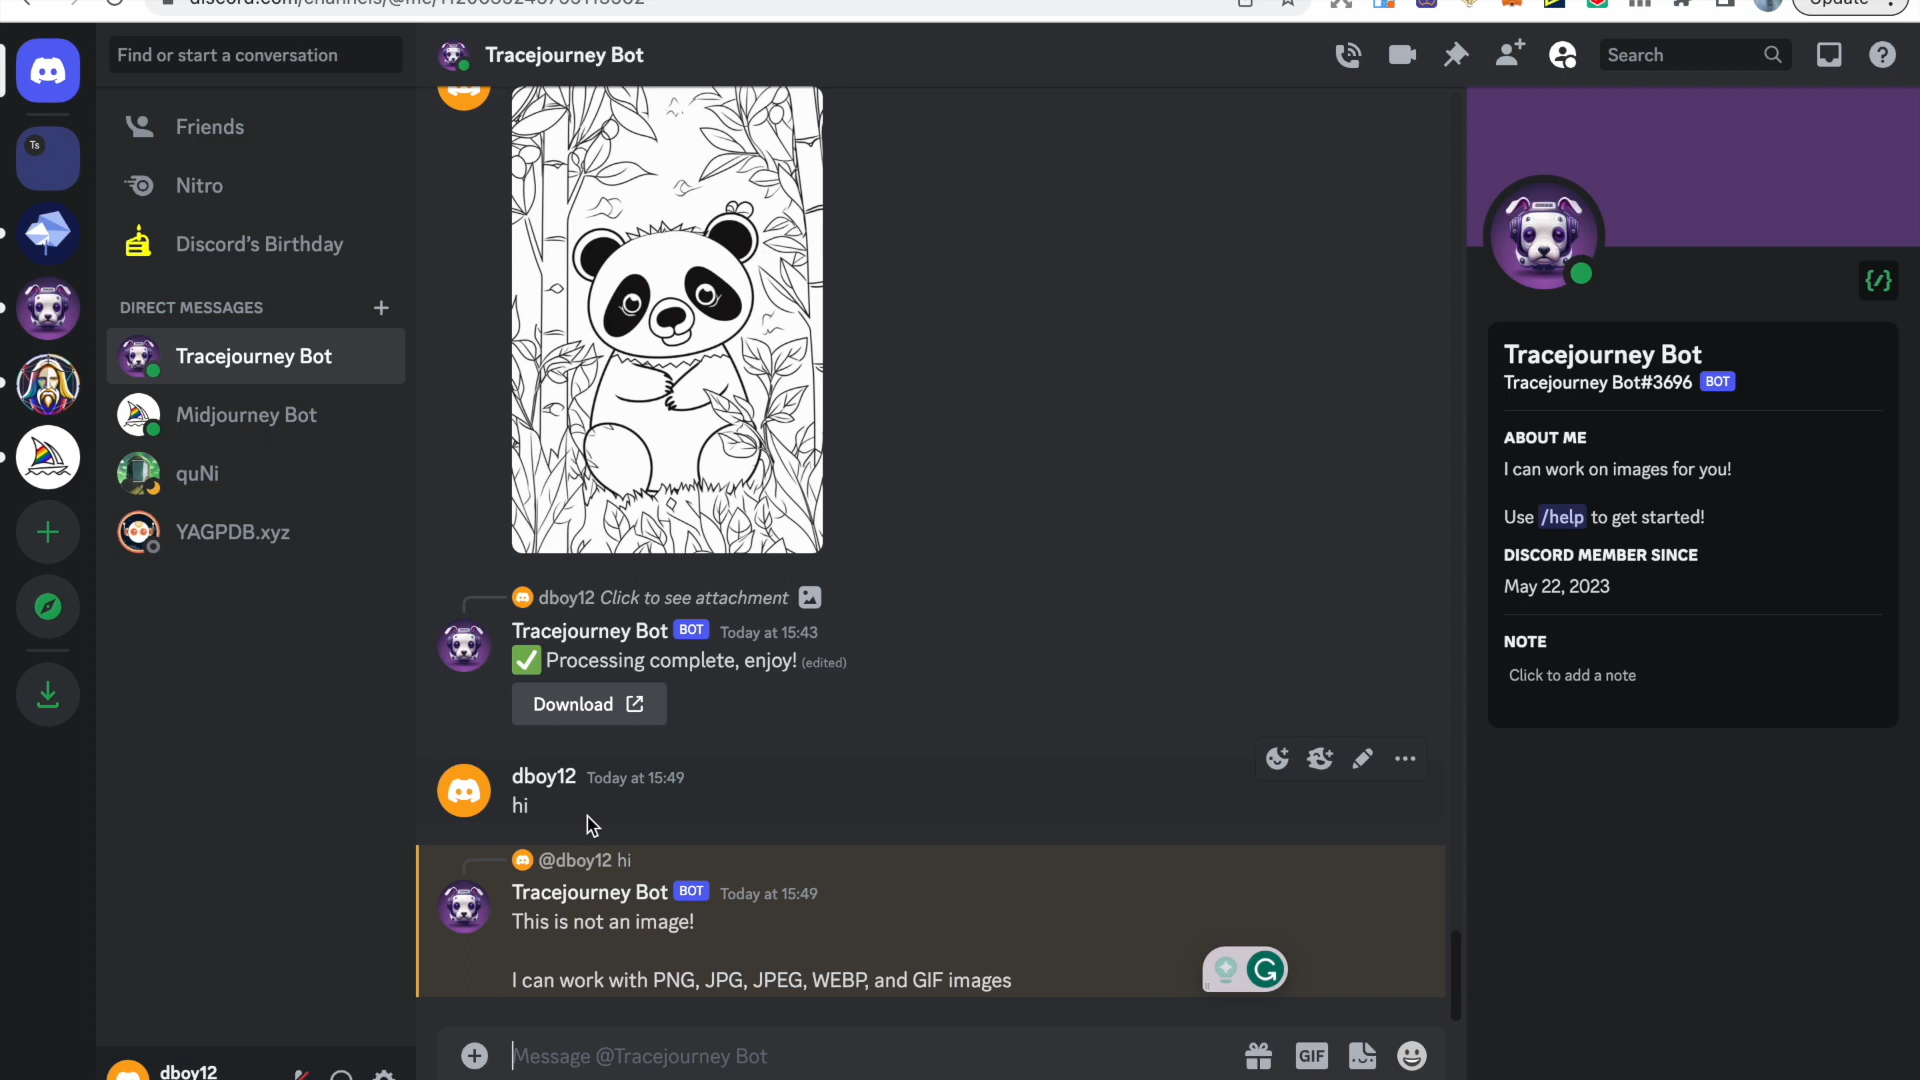 Update
Find or start a conversation
Tracejourney Bot
Search
Ts
Friends
Nitro
Discord's Birthday
DIRECT MESSAGES
Tracejourney Bot
Midjourney Bot
quNi
YAGPDB.xyz
dboy12 Click to see attachment
Tracejourney Bot BOT Today at 15:43
Processing complete, enjoy! (edited)
Download
dboy12 Today at 15:49
hi
@dboy12 hi
Tracejourney Bot BOT Today at 15:49
This is not an image!
I can work with PNG, JPG, JPEG, WEBP, and GIF images
Message @Tracejourney Bot
GIF
dboy12
Tracejourney Bot
Tracejourney Bot#3696 BOT
ABOUT ME
I can work on images for you!
Use /help to get started!
DISCORD MEMBER SINCE
May 22, 2023
NOTE
Click to add a note